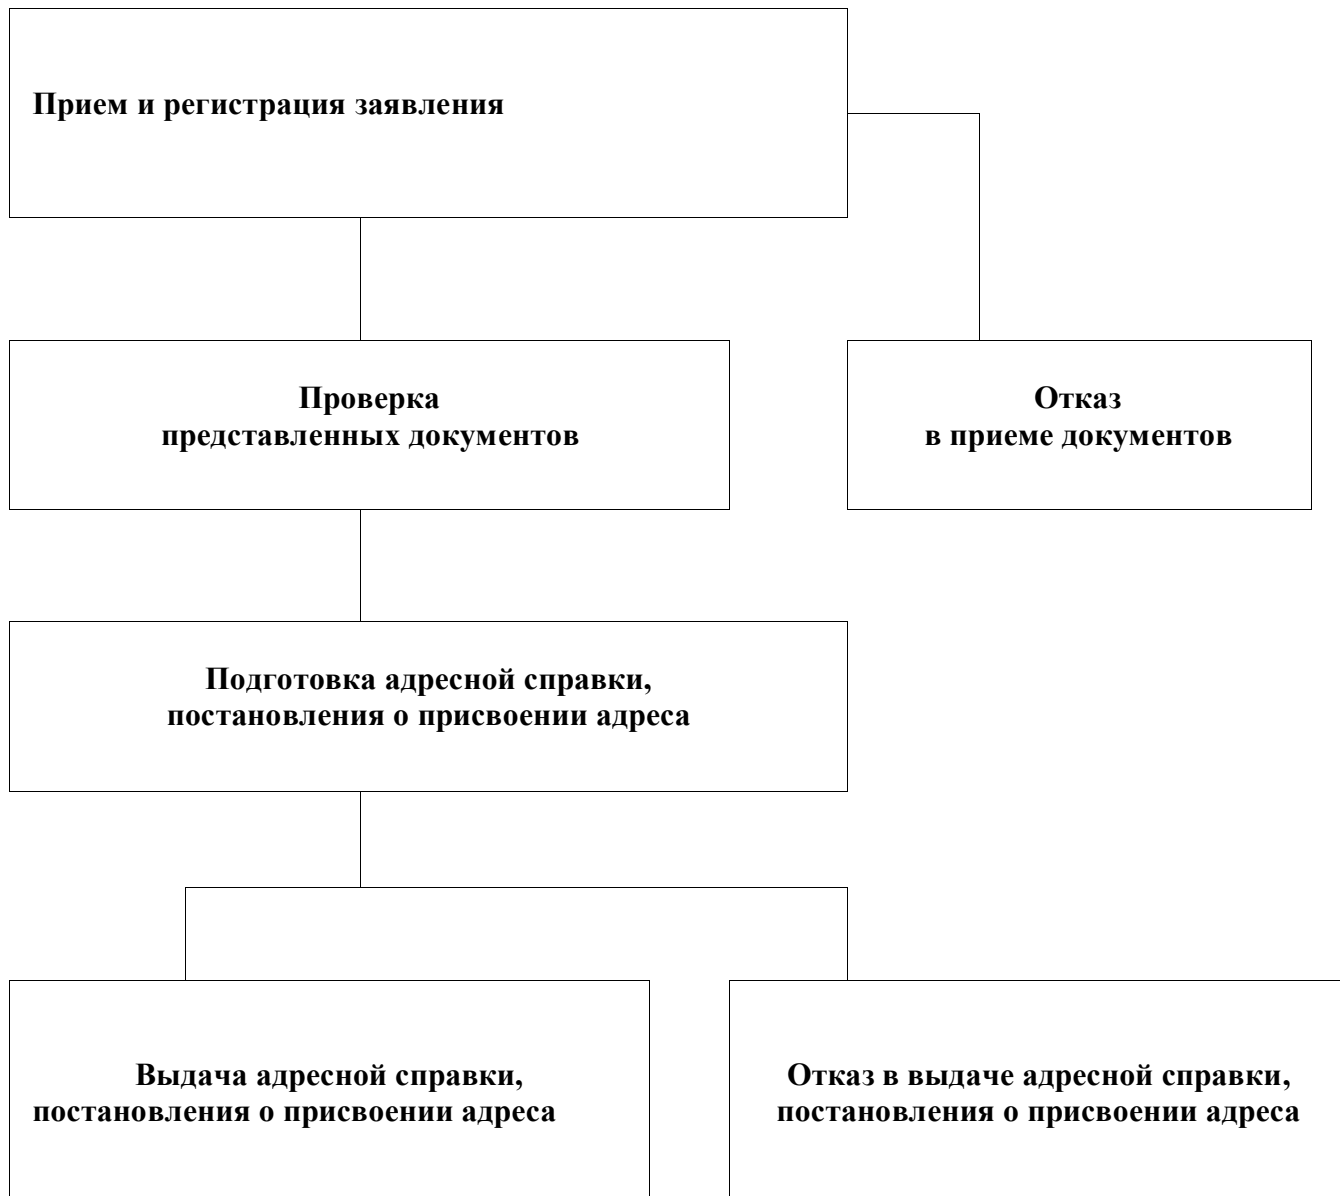 Прием и регистрация заявления
Проверка
представленных документов
Отказ
в приеме документов
Подготовка адресной справки,
постановления о присвоении адреса
Выдача адресной справки,
постановления о присвоении адреса
Отказ в выдаче адресной справки,
постановления о присвоении адреса